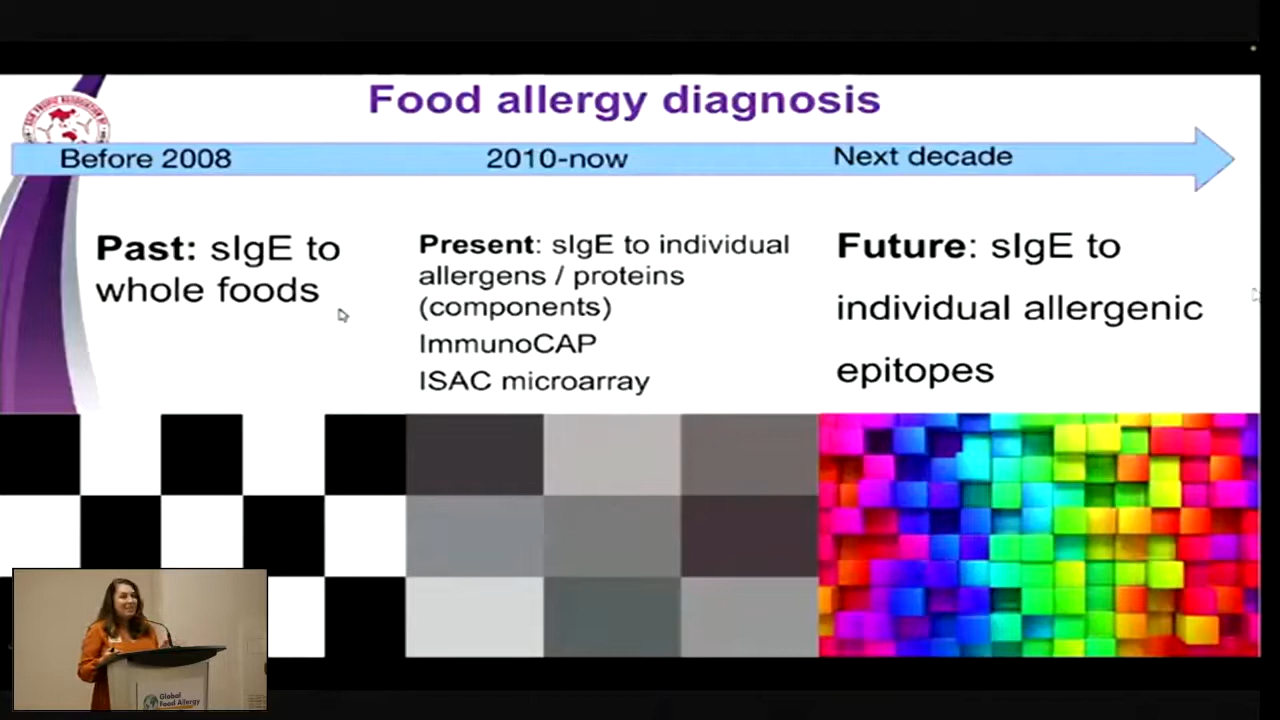 Food allergy diagnosis
Before 2008
2010-now
Next decade
Past: sIgE to
whole foods
Present: sIgE to individual
allergens / proteins
(components)
ImmunoCAP
ISAC microarray
Future: sIgE to
individual allergenic
epitopes
Global
Food Allergy